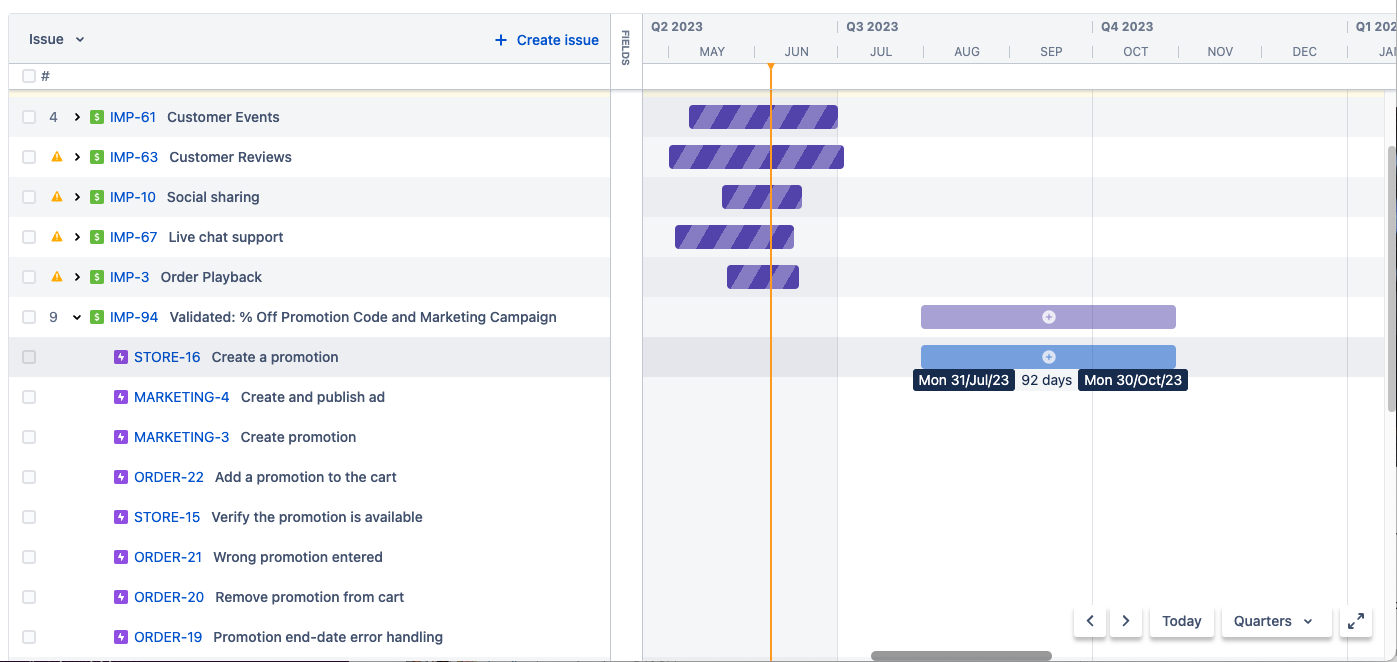 Issue
+ Create issue
FIELDS
Q2 2023 Q3 2023 Q4 2023 Q1 202
MAY JUN JUL AUG SEP OCT NOV DEC JA
#
4 IMP-61 Customer Events
IMP-63 Customer Reviews
IMP-10 Social sharing
IMP-67 Live chat support
IMP-3 Order Playback
9 IMP-94 Validated: % Off Promotion Code and Marketing Campaign
STORE-16 Create a promotion
Mon 31/Jul/23 92 days Mon 30/Oct/23
MARKETING-4 Create and publish ad
MARKETING-3 Create promotion
ORDER-22 Add a promotion to the cart
STORE-15 Verify the promotion is available
ORDER-21 Wrong promotion entered
ORDER-20 Remove promotion from cart
ORDER-19 Promotion end-date error handling
Today Quarters